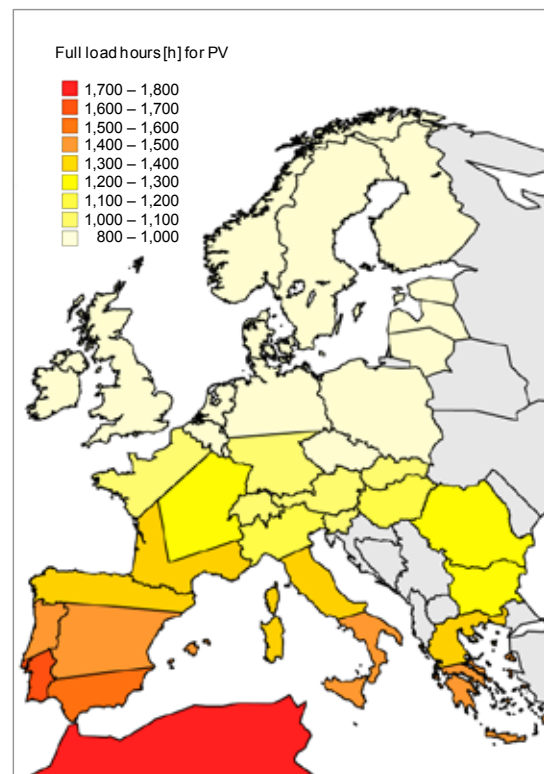 Full load hours [h] for PV
1,700 – 1,800
1,600 – 1,700
1,500 – 1,600
1,400 – 1,500
1,300 – 1,400
1,200 – 1,300
1,100 – 1,200
1,000 – 1,100
800 – 1,000